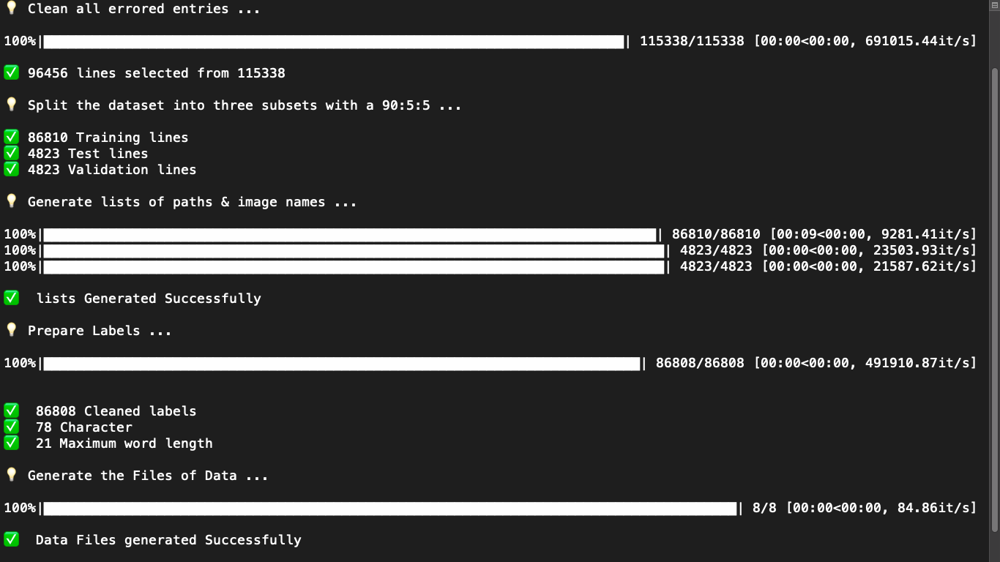 💡 Clean all errored entries ...
100%|██████████| 115338/115338 [00:00<00:00, 691015.44it/s]
✅ 96456 lines selected from 115338
💡 Split the dataset into three subsets with a 90:5:5 ...
✅ 86810 Training lines
✅ 4823 Test lines
✅ 4823 Validation lines
💡 Generate lists of paths & image names ...
100%|██████████| 86810/86810 [00:09<00:00, 9281.41it/s]
100%|██████████| 4823/4823 [00:00<00:00, 23503.93it/s]
100%|██████████| 4823/4823 [00:00<00:00, 21587.62it/s]
✅ lists Generated Successfully
💡 Prepare Labels ...
100%|██████████| 86808/86808 [00:00<00:00, 491910.87it/s]
✅ 86808 Cleaned labels
✅ 78 Character
✅ 21 Maximum word length
💡 Generate the Files of Data ...
100%|██████████| 8/8 [00:00<00:00, 84.86it/s]
✅ Data Files generated Successfully